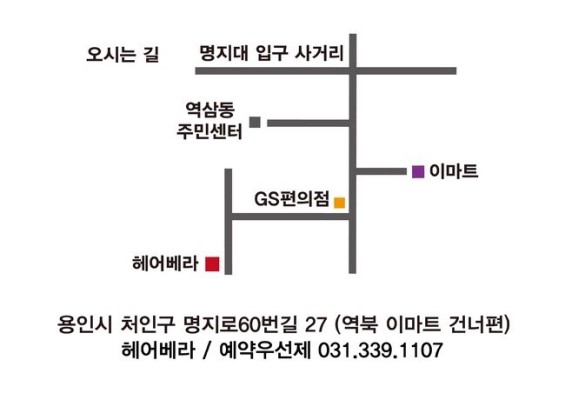 오시는 길
명지대 입구 사거리
역삼동
주민센터
이마트
GS편의점
헤어베라
용인시 처인구 명지로60번길 27 (역북 이마트 건너편)
헤어베라 / 예약우선제 031.339.1107